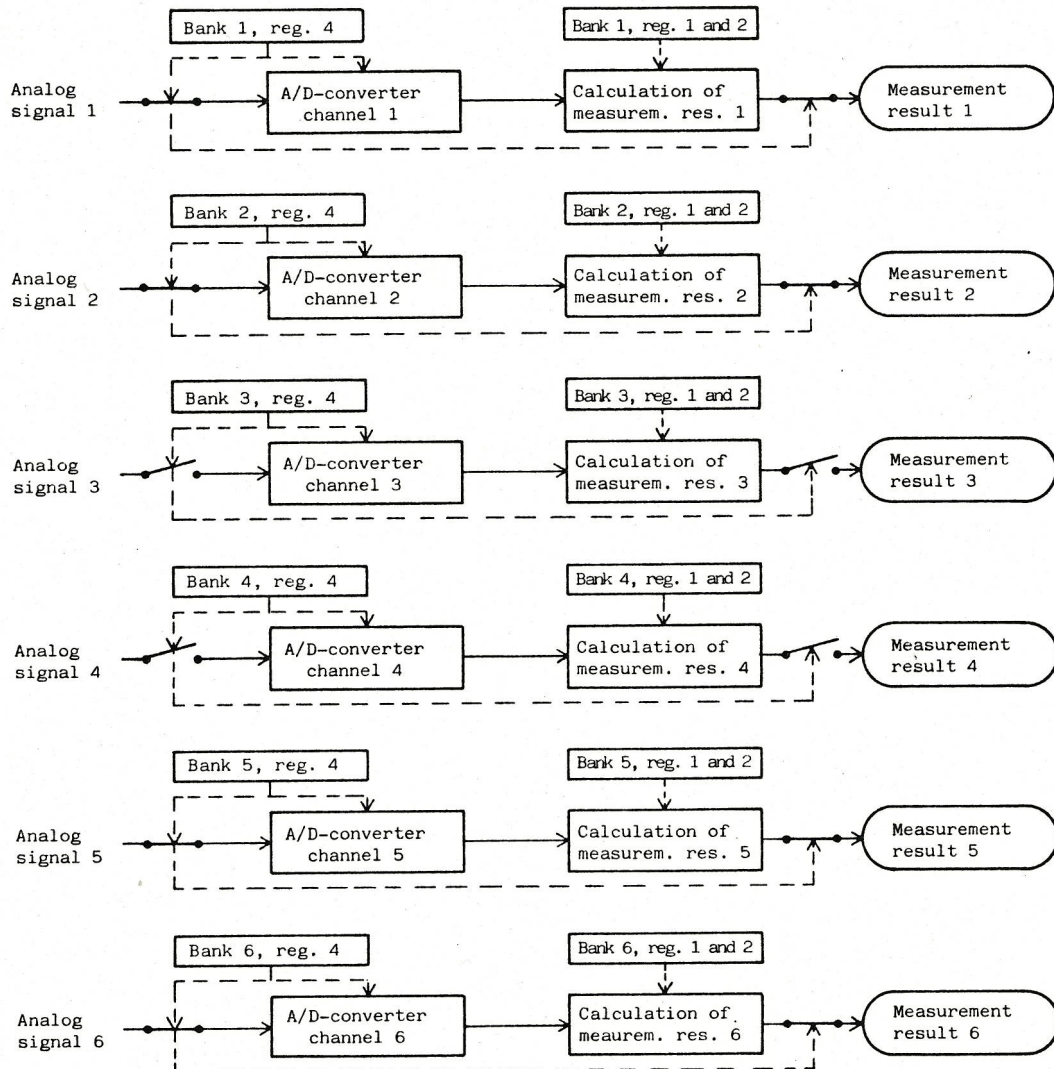 Bank 1, reg. 4
Bank 1, reg. 1 and 2
Analog
signal 1
A/D-converter
channel 1
Calculation of
measurem. res. 1
Measurement
result 1
Bank 2, reg. 4
Bank 2, reg. 1 and 2
Analog
signal 2
A/D-converter
channel 2
Calculation of
measurem. res. 2
Measurement
result 2
Bank 3, reg. 4
Bank 3, reg. 1 and 2
Analog
signal 3
A/D-converter
channel 3
Calculation of
measurem. res. 3
Measurement
result 3
Bank 4, reg. 4
Bank 4, reg. 1 and 2
Analog
signal 4
A/D-converter
channel 4
Calculation of
measurem. res. 4
Measurement
result 4
Bank 5, reg. 4
Bank 5, reg. 1 and 2
Analog
signal 5
A/D-converter
channel 5
Calculation of
measurem. res. 5
Measurement
result 5
Bank 6, reg. 4
Bank 6, reg. 1 and 2
Analog
signal 6
A/D-converter
channel 6
Calculation of
meaurem. res. 6
Measurement
result 6